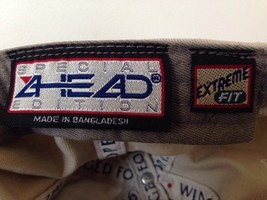 SPECIAL
AHEAD®
EDITION
MADE IN BANGLADESH
EXTREME
FIT